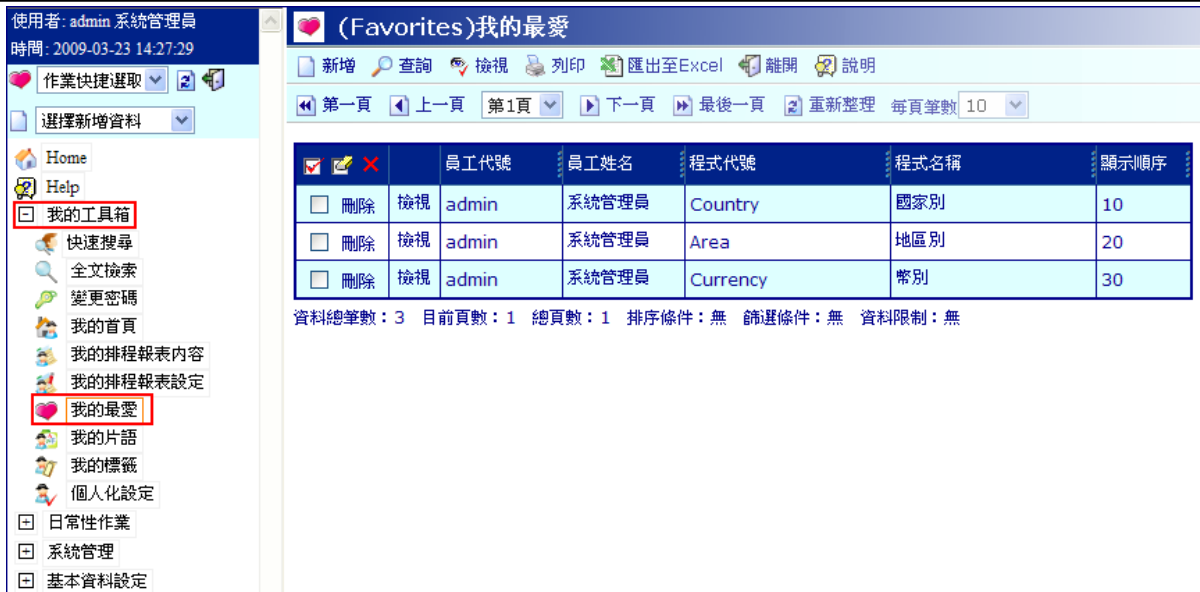 使用者: admin 系統管理員
時間: 2009-03-23 14:27:29
作業快捷選取
選擇新增資料
Home
Help
我的工具箱
快速搜尋
全文檢索
變更密碼
我的首頁
我的排程報表內容
我的排程報表設定
我的最愛
我的片語
我的標籤
個人化設定
日常性作業
系統管理
基本資料設定
(Favorites)我的最愛
新增 查詢 檢視 列印 匯出至Excel 離開 說明
第一頁 上一頁 第1頁 下一頁 最後一頁 重新整理 每頁筆數 10
員工代號 員工姓名 程式代號 程式名稱 顯示順序
刪除 檢視 admin 系統管理員 Country 國家別 10
刪除 檢視 admin 系統管理員 Area 地區別 20
刪除 檢視 admin 系統管理員 Currency 幣別 30
資料總筆數：3 目前頁數：1 總頁數：1 排序條件：無 篩選條件：無 資料限制：無